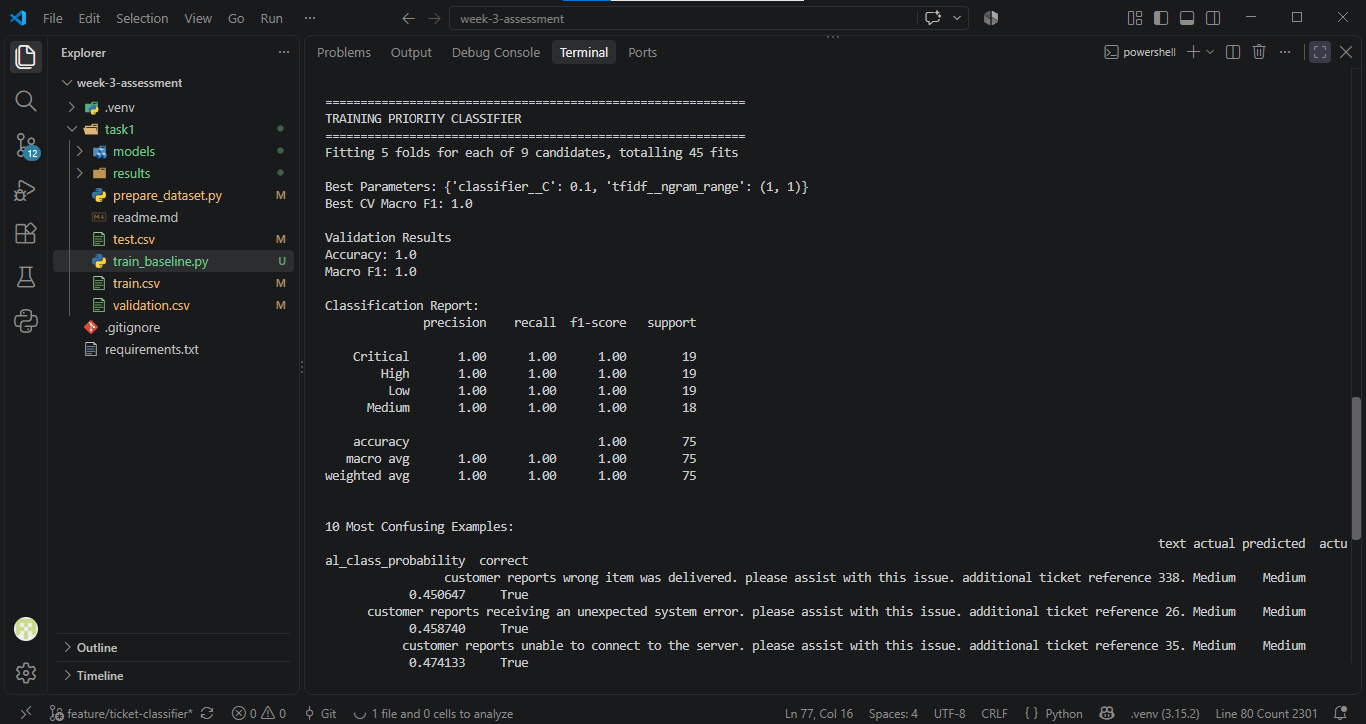 File Edit Selection View Go Run ··· week-3-assessment
Explorer ···
week-3-assessment
.venv
task1
models
results
prepare_dataset.py M
readme.md
test.csv M
train_baseline.py U
train.csv M
validation.csv M
.gitignore
requirements.txt
12
Outline
Timeline
Problems Output Debug Console Terminal Ports powershell ···
============================================================
TRAINING PRIORITY CLASSIFIER
============================================================
Fitting 5 folds for each of 9 candidates, totalling 45 fits
Best Parameters: {'classifier__C': 0.1, 'tfidf__ngram_range': (1, 1)}
Best CV Macro F1: 1.0
Validation Results
Accuracy: 1.0
Macro F1: 1.0
Classification Report:
precision recall f1-score support
Critical 1.00 1.00 1.00 19
High 1.00 1.00 1.00 19
Low 1.00 1.00 1.00 19
Medium 1.00 1.00 1.00 18
accuracy 1.00 75
macro avg 1.00 1.00 1.00 75
weighted avg 1.00 1.00 1.00 75
10 Most Confusing Examples:
text actual predicted actu
al_class_probability correct
customer reports wrong item was delivered. please assist with this issue. additional ticket reference 338. Medium Medium
0.450647 True
customer reports receiving an unexpected system error. please assist with this issue. additional ticket reference 26. Medium Medium
0.458740 True
customer reports unable to connect to the server. please assist with this issue. additional ticket reference 35. Medium Medium
0.474133 True
feature/ticket-classifier* 0 0 Git 1 file and 0 cells to analyze Ln 77, Col 16 Spaces: 4 UTF-8 CRLF { } Python .venv (3.15.2) Line 80 Count 2301